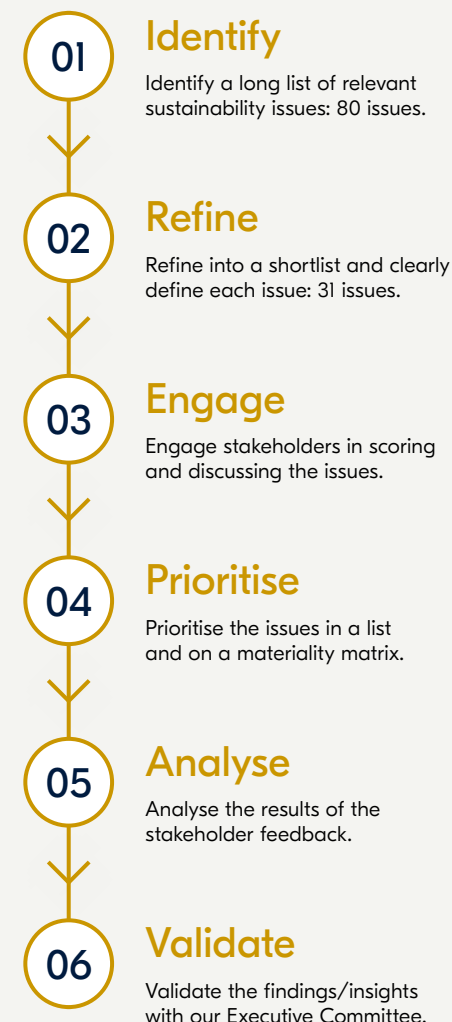 01
Identify
Identify a long list of relevant
sustainability issues: 80 issues.
02
Refine
Refine into a shortlist and clearly
define each issue: 31 issues.
03
Engage
Engage stakeholders in scoring
and discussing the issues.
04
Prioritise
Prioritise the issues in a list
and on a materiality matrix.
05
Analyse
Analyse the results of the
stakeholder feedback.
06
Validate
Validate the findings/insights
with our Executive Committee.